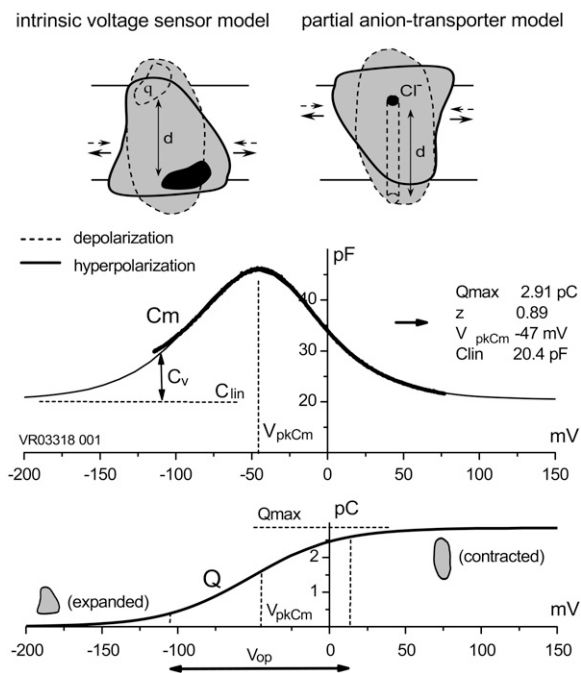 intrinsic voltage sensor model
partial anion-transporter model
q
d
Cl-
d
depolarization
hyperpolarization
pF
40
30
20
Cm
Cv
Clin
VpkCm
Qmax 2.91 pC
z 0.89
V pkCm -47 mV
Clin 20.4 pF
VR03318 001
mV
-200 -150 -100 -50 0 50 100 150
Qmax
pC
2
1
Q
(expanded)
(contracted)
VpkCm
mV
-200 -150 -100 -50 0 50 100 150
Vop